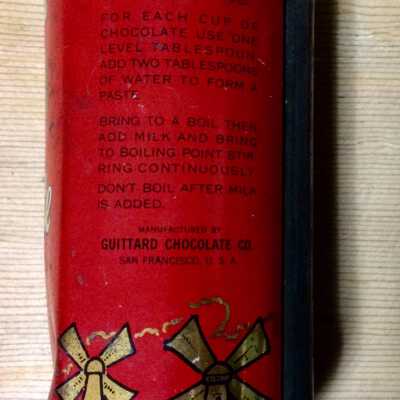 FOR EACH CUP OF
CHOCOLATE USE ONE
LEVEL TABLESPOON.
ADD TWO TABLESPOONS
OF WATER TO FORM A
PASTE.
BRING TO A BOIL THEN
ADD MILK AND BRING
TO BOILING POINT STIR-
RING CONTINUOUSLY.
DON'T BOIL AFTER MILK
IS ADDED.
MANUFACTURED BY
GUITTARD CHOCOLATE CO.
SAN FRANCISCO, U.S.A.